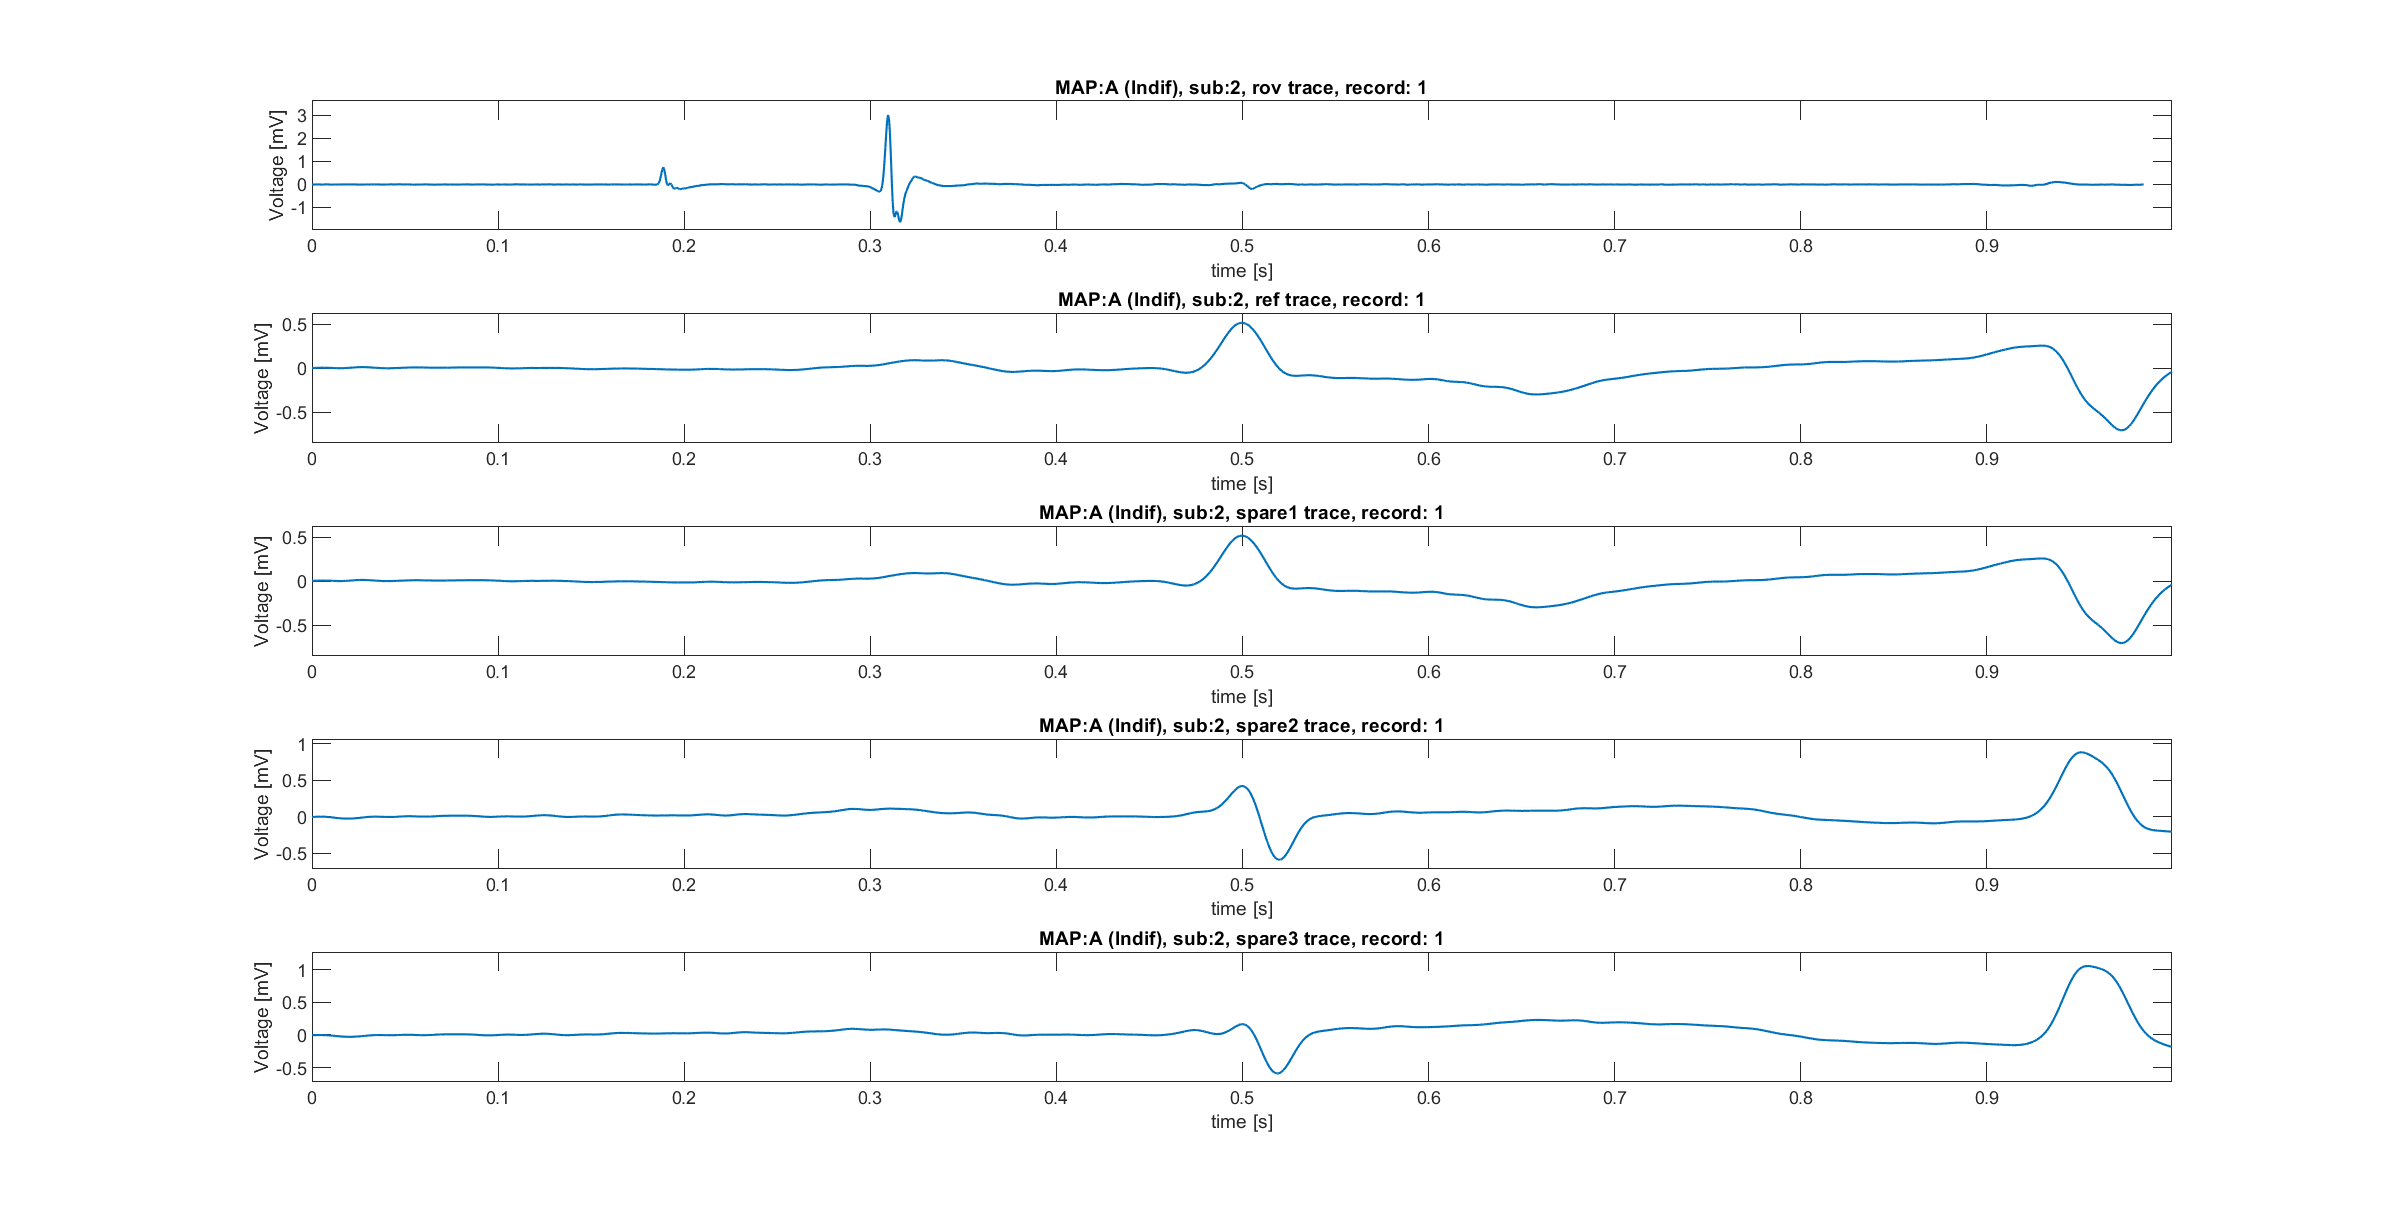 MAP:A (Indif), sub:2, rov trace, record: 1
Voltage [mV]
3
2
1
0
-1
0 0.1 0.2 0.3 0.4 0.5 0.6 0.7 0.8 0.9
time [s]
MAP:A (Indif), sub:2, ref trace, record: 1
Voltage [mV]
0.5
0
-0.5
0 0.1 0.2 0.3 0.4 0.5 0.6 0.7 0.8 0.9
time [s]
MAP:A (Indif), sub:2, spare1 trace, record: 1
Voltage [mV]
0.5
0
-0.5
0 0.1 0.2 0.3 0.4 0.5 0.6 0.7 0.8 0.9
time [s]
MAP:A (Indif), sub:2, spare2 trace, record: 1
Voltage [mV]
1
0.5
0
-0.5
0 0.1 0.2 0.3 0.4 0.5 0.6 0.7 0.8 0.9
time [s]
MAP:A (Indif), sub:2, spare3 trace, record: 1
Voltage [mV]
1
0.5
0
-0.5
0 0.1 0.2 0.3 0.4 0.5 0.6 0.7 0.8 0.9
time [s]